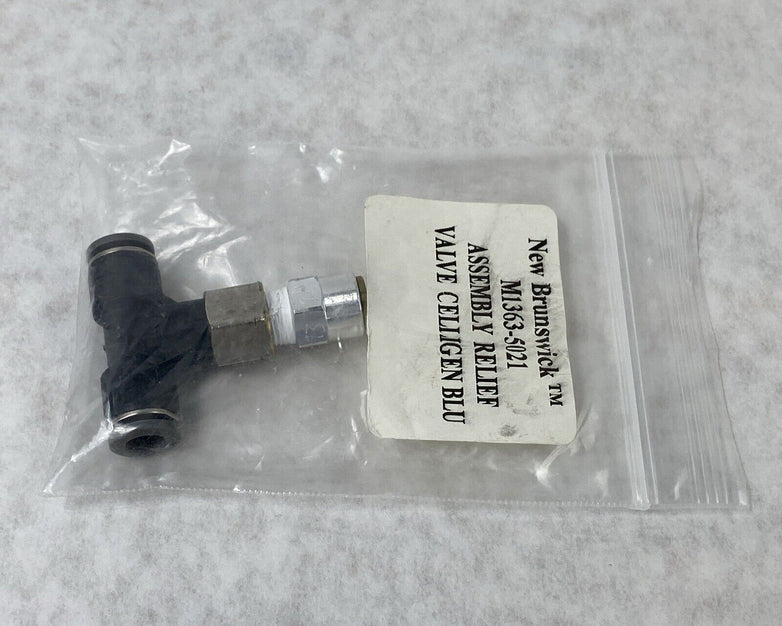 New Brunswick ™
M1363-5021
ASSEMBLY RELIEF
VALVE CELLIGEN BLU